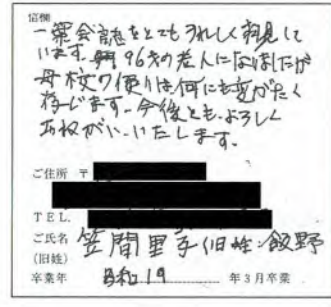 信欄
一葉会誌をとてもうれしく拝見して
います。96才の老人になりましたが
母校の便りは何にも変がたく
存じます。今後ともよろしく
おねがいいたします。
ご住所 〒
TEL.
ご氏名 笠間里子(旧姓・飯野
(旧姓)
卒業年 昭和19 年3月卒業